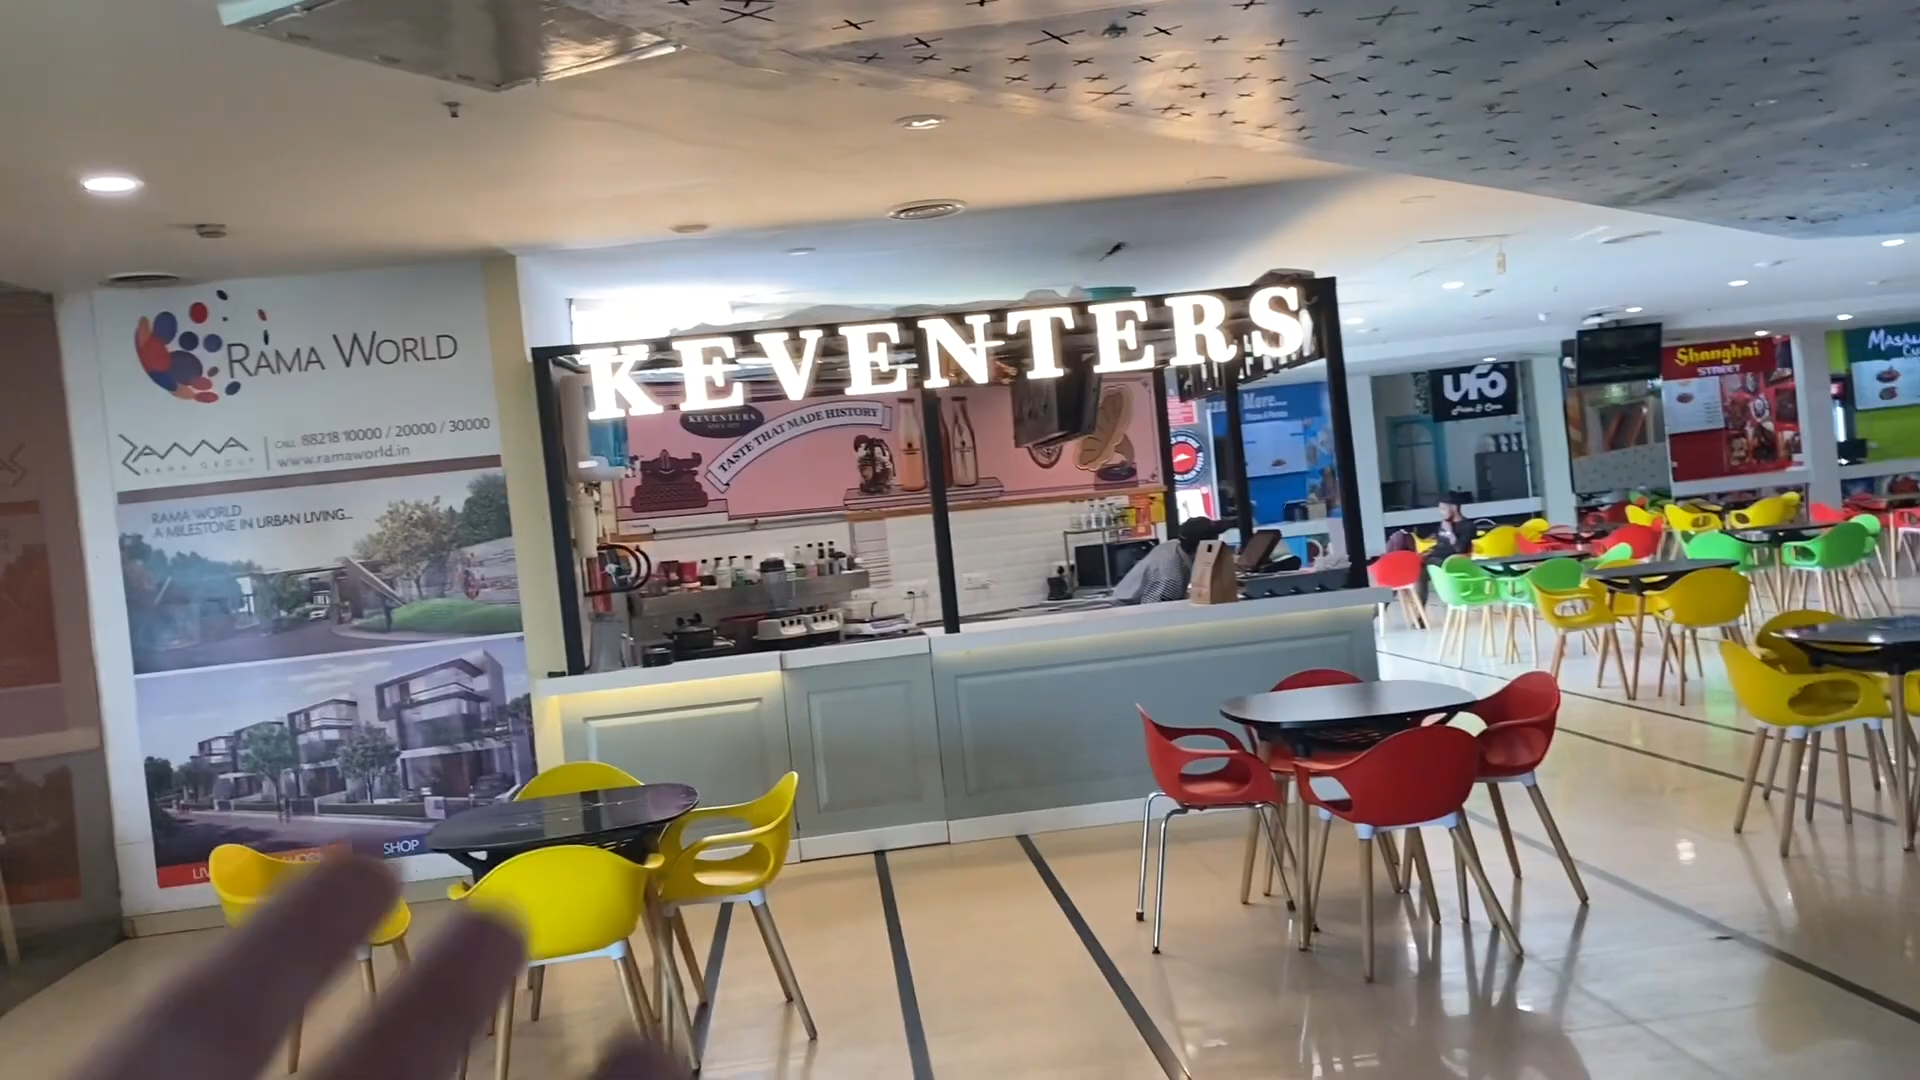 RAMA WORLD
RAMA
RAMA GROUP
CALL 88218 10000 / 20000 / 30000
www.ramaworld.in
RAMA WORLD
A MILESTONE IN URBAN LIVING...
SHOP
KEVENTERS
KEVENTERS
TASTE THAT MADE HISTORY
More...
UFO
Shanghai
STREET